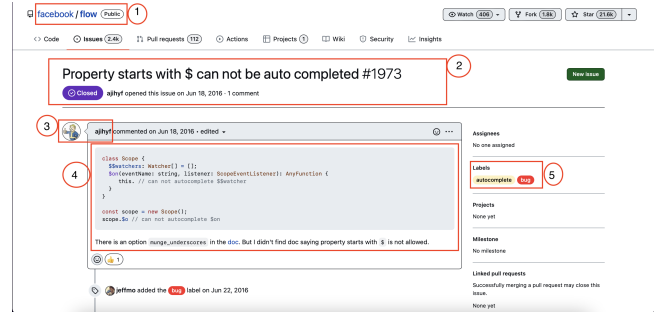 facebook / flow Public
1
Watch 406
Fork 1.8k
Star 21.6k
Code
Issues 2.4k
Pull requests 112
Actions
Projects 1
Wiki
Security
Insights
Property starts with $ can not be auto completed #1973
2
New issue
Closed ajihyf opened this issue on Jun 18, 2016 · 1 comment
3
ajihyf commented on Jun 18, 2016 • edited
4
class Scope {
$$watchers: Watcher[] = [];
$on(eventName: string, listener: ScopeEventListener): AnyFunction {
this. // can not autocomplete $$watcher
}
}
const scope = new Scope();
scope.$o // can not autocomplete $on
There is an option munge_underscores in the doc. But I didn't find doc saying property starts with $ is not allowed.
1
jeffmo added the bug label on Jun 22, 2016
Assignees
No one assigned
Labels
autocomplete bug
5
Projects
None yet
Milestone
No milestone
Linked pull requests
Successfully merging a pull request may close this
issue.
None yet